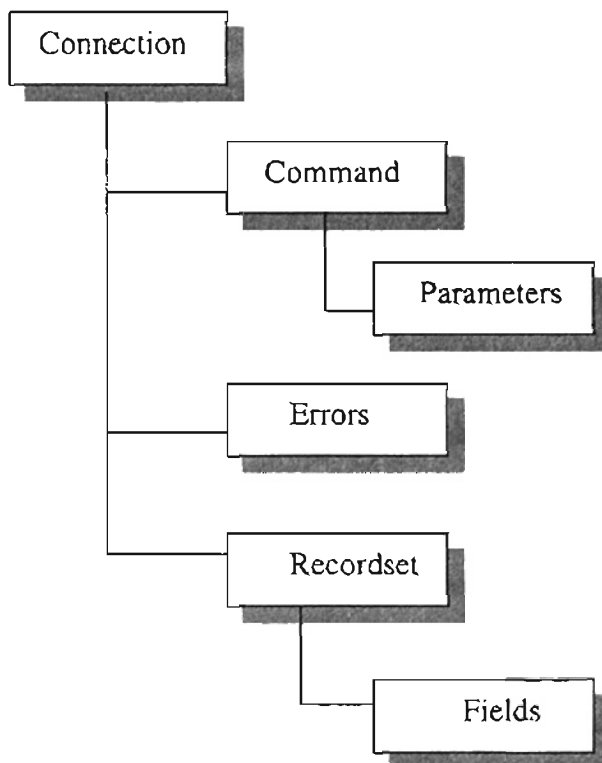 Connection
Command
Parameters
Errors
Recordset
Fields